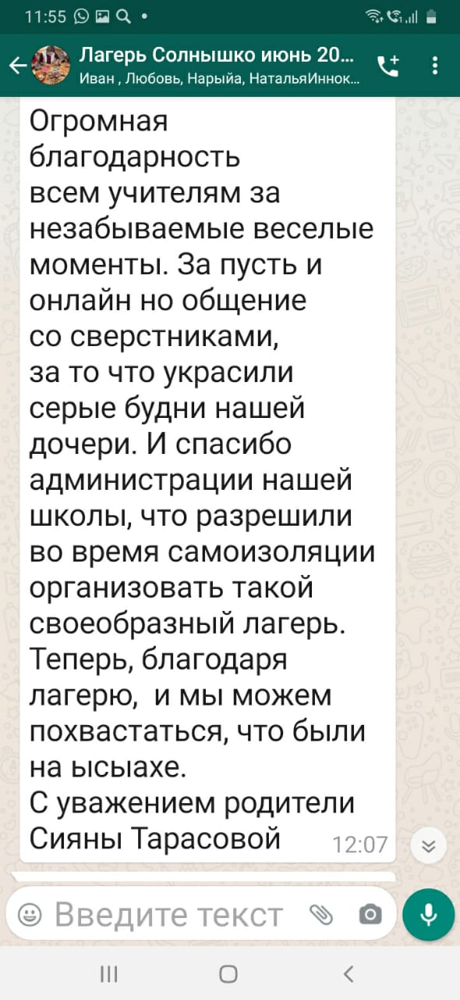 11:55
Лагерь Солнышко июнь 20...
Иван , Любовь, Нарыйа, НатальяИннок...
Огромная
благодарность
всем учителям за
незабываемые веселые
моменты. За пусть и
онлайн но общение
со сверстниками,
за то что украсили
серые будни нашей
дочери. И спасибо
администрации нашей
школы, что разрешили
во время самоизоляции
организовать такой
своеобразный лагерь.
Теперь, благодаря
лагерю,  и мы можем
похвастаться, что были
на ысыахе.
С уважением родители
Сияны Тарасовой
12:07
Введите текст